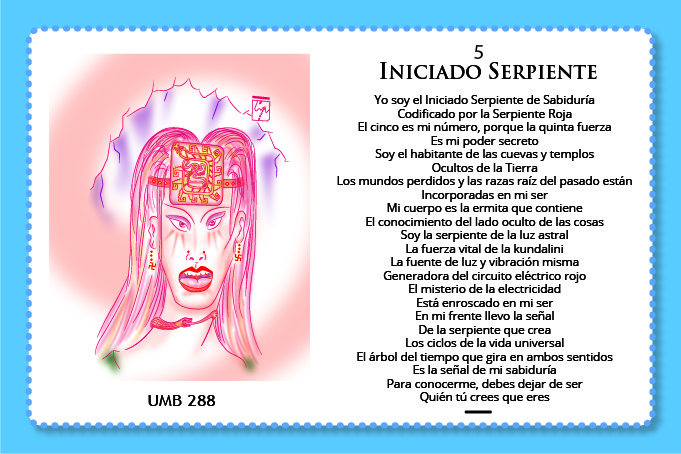 5
INICIADO SERPIENTE
Yo soy el Iniciado Serpiente de Sabiduría
Codificado por la Serpiente Roja
El cinco es mi número, porque la quinta fuerza
Es mi poder secreto
Soy el habitante de las cuevas y templos
Ocultos de la Tierra
Los mundos perdidos y las razas raíz del pasado están
Incorporadas en mi ser
Mi cuerpo es la ermita que contiene
El conocimiento del lado oculto de las cosas
Soy la serpiente de la luz astral
La fuerza vital de la kundalini
La fuente de luz y vibración misma
Generadora del circuito eléctrico rojo
El misterio de la electricidad
Está enroscado en mi ser
En mi frente llevo la señal
De la serpiente que crea
Los ciclos de la vida universal
El árbol del tiempo que gira en ambos sentidos
Es la señal de mi sabiduría
Para conocerme, debes dejar de ser
Quién tú crees que eres
UMB 288